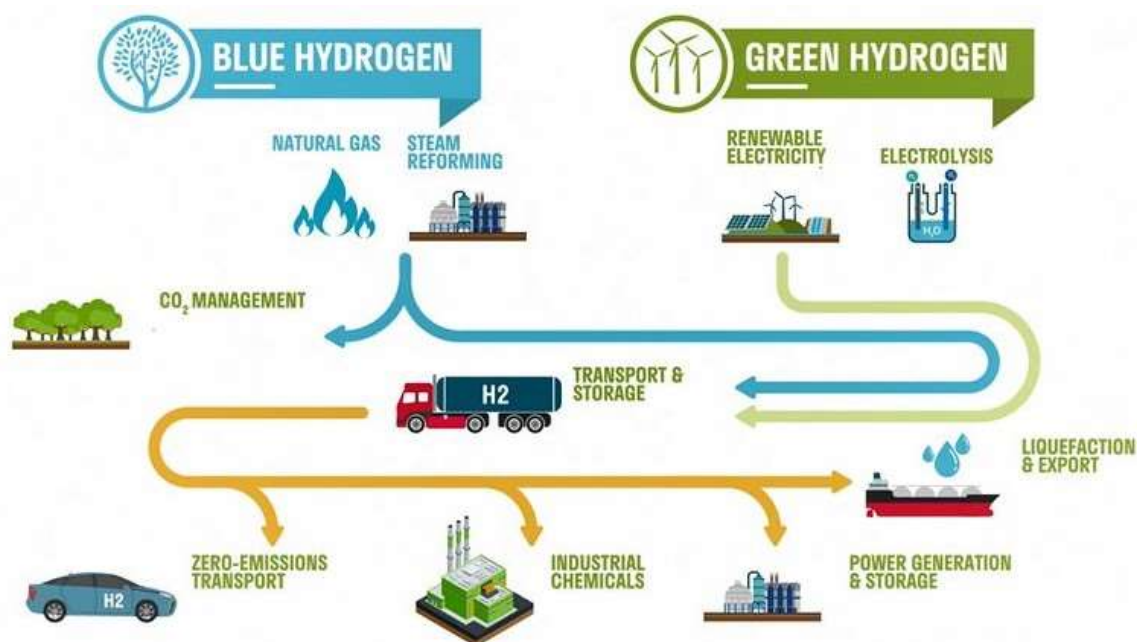 BLUE HYDROGEN
GREEN HYDROGEN
NATURAL GAS
STEAM
REFORMING
RENEWABLE
ELECTRICITY
ELECTROLYSIS
H₂O
CO₂ MANAGEMENT
TRANSPORT &
STORAGE
H2
LIQUEFACTION
& EXPORT
ZERO-EMISSIONS
TRANSPORT
H2
INDUSTRIAL
CHEMICALS
POWER GENERATION
& STORAGE